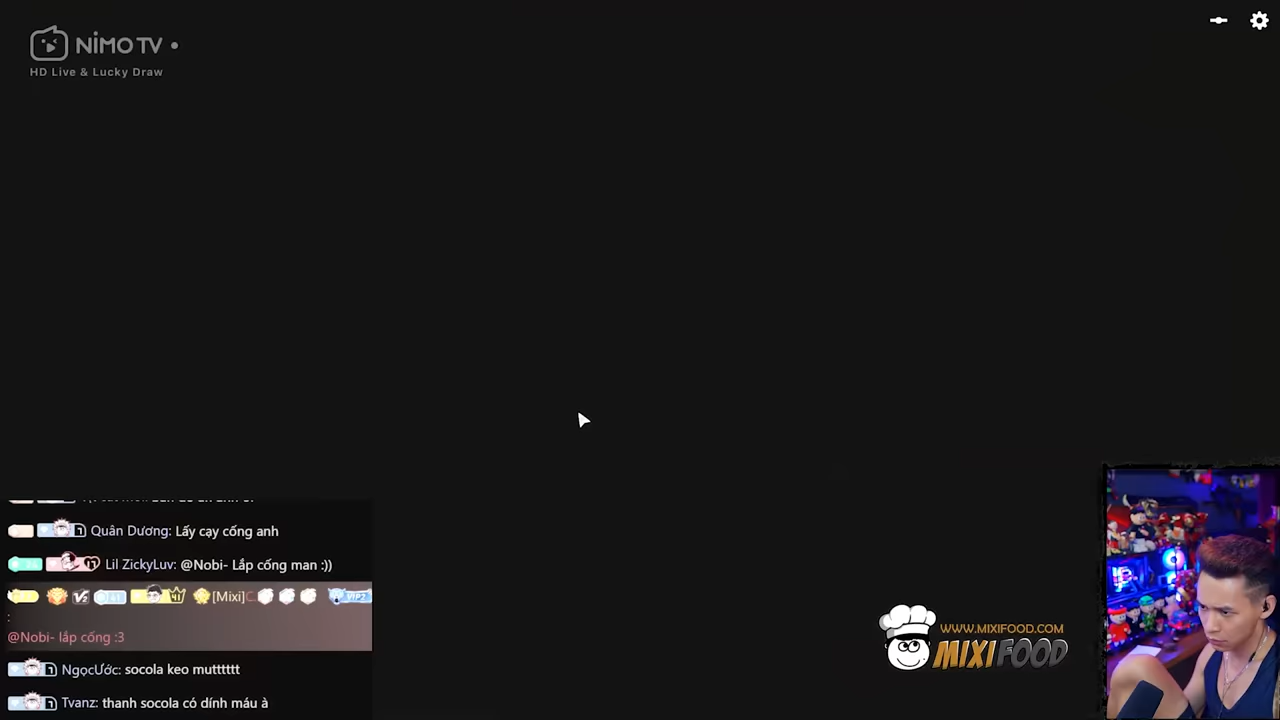 NIMO TV
HD Live & Lucky Draw
Quân Dương: Lấy cạy cống anh
Lil ZickyLuv: @Nobi- Lắp cống man :))
[Mixi]
:
@Nobi- lắp cống :3
NgọcƯớc: socola keo mutttttt
Tvanz: thanh socola có dính máu à
WWW.MIXIFOOD.COM
MIXIFOOD